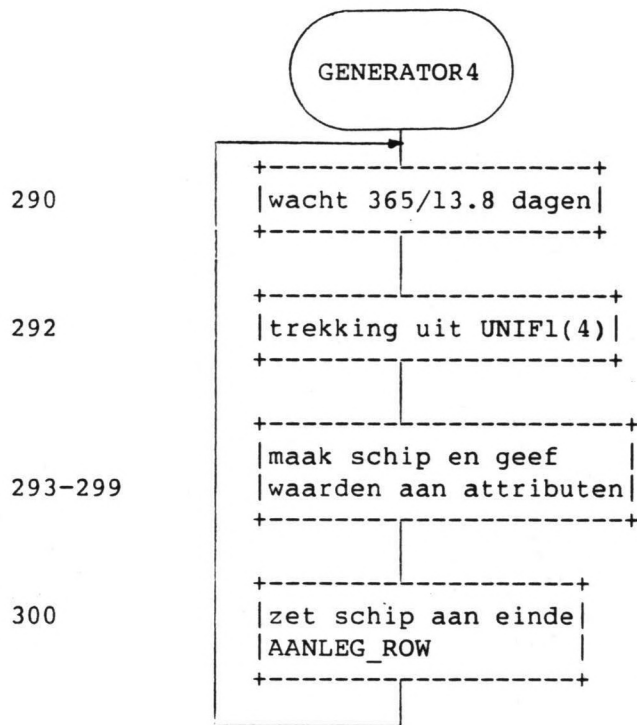 GENERATOR4
290 wacht 365/13.8 dagen
292 trekking uit UNIF1(4)
maak schip en geef
293-299 waarden aan attributen
300 zet schip aan einde
AANLEG_ROW